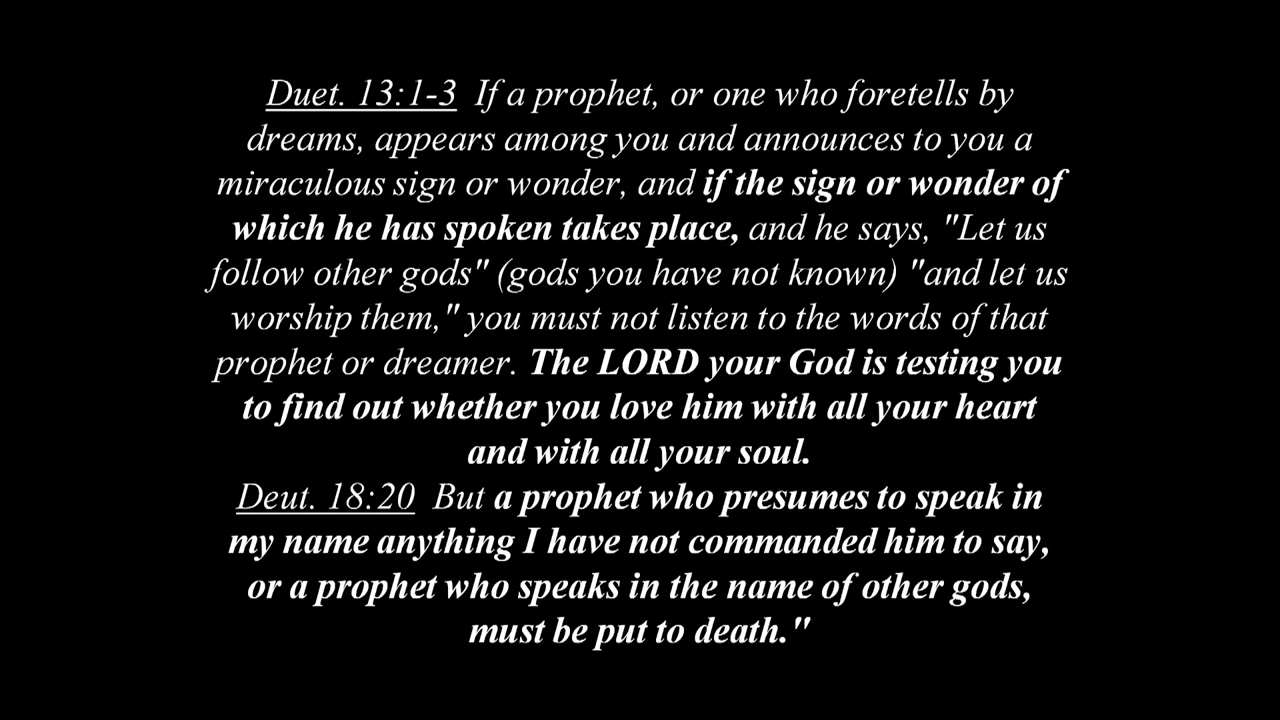 Duet. 13:1-3 If a prophet, or one who foretells by
dreams, appears among you and announces to you a
miraculous sign or wonder, and if the sign or wonder of
which he has spoken takes place, and he says, "Let us
follow other gods" (gods you have not known) "and let us
worship them," you must not listen to the words of that
prophet or dreamer. The LORD your God is testing you
to find out whether you love him with all your heart
and with all your soul.
Deut. 18:20 But a prophet who presumes to speak in
my name anything I have not commanded him to say,
or a prophet who speaks in the name of other gods,
must be put to death."